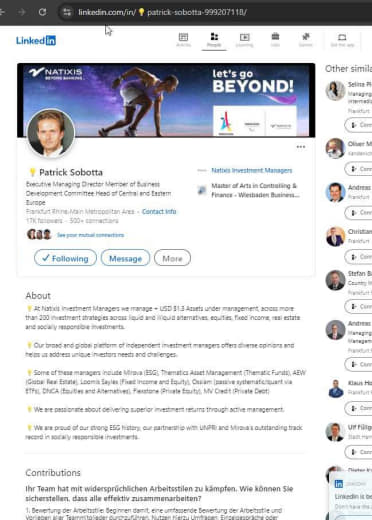 linkedin.com/in/💡patrick-sobotta-999207118/
LinkedIn
Articles People Learning Jobs Games Get the app
NATIXIS
BEYOND BANKING
let's go
BEYOND!
💡 Patrick Sobotta
Executive Managing Director Member of Business
Development Committee Head of Central and Eastern
Europe
Frankfurt Rhine-Main Metropolitan Area · Contact Info
17K followers · 500+ connections
See your mutual connections
Natixis Investment Managers
Master of Arts in Controlling &
Finance - Wiesbaden Business...
Following Message More
About
💡 At Natixis Investment Managers we manage + USD $1.3 Assets under management, across more
than 200 investment strategies across liquid and illiquid alternatives, equities, fixed income, real estate
and socially responsible investments.
💡 Our broad and global platform of independent investment managers offers diverse opinions and
helps us address unique investors needs and challenges.
💡 Some of these managers include Mirova (ESG), Thematics Asset Management (Thematic Funds), AEW
(Global Real Estate), Loomis Sayles (Fixed Income and Equity), Ossiam (passive systematic/quant via
ETFs), DNCA (Equities and Alternatives), Flexstone (Private Equity), MV Credit (Private Debt)
💡 We are passionate about delivering superior investment returns through active management.
💡 We are proud of our strong ESG history, our partnership with UNPRI and Mirova's outstanding track
record in socially responsible investments.
Contributions
Ihr Team hat mit widersprüchlichen Arbeitsstilen zu kämpfen. Wie können Sie
sicherstellen, dass alle effektiv zusammenarbeiten?
1. Bewertung der Arbeitsstile Beginnen damit, eine umfassende Bewertung der Arbeitsstile und
Vorlieben aller Teammitglieder durchzuführen. Nutzen hierzu Umfragen, Einzelgespräche oder
Other similar
Selina Pi
Managing
Frankfurt
Conn
Oliver M
Conn
Andreas
Frankfurt
Conn
Christian
Frankfurt
Conn
Stefan B
Country
Frankfurt
Conn
Andreas
Managing
Frankfurt
Conn
Klaus Ho
Frankfurt
Conn
Ulf Füllg
Conn
LinkedIn
LinkedIn is be
Don't have the